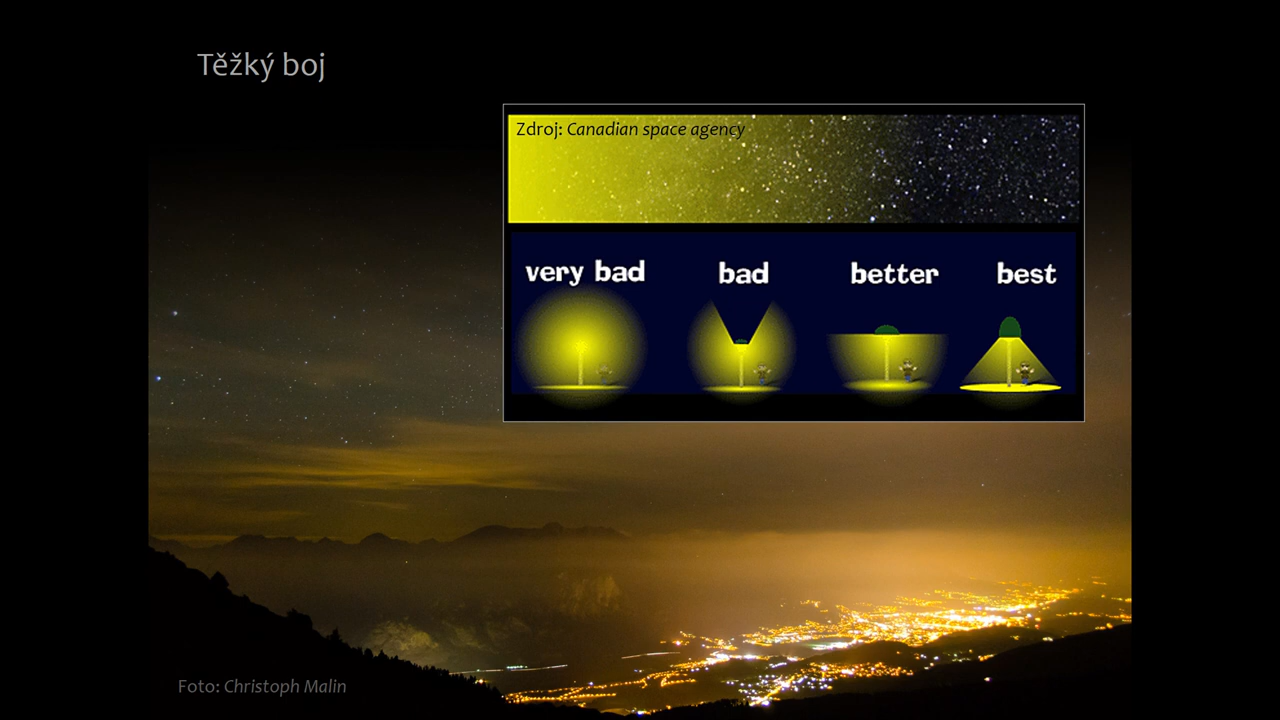 Těžký boj
Zdroj: Canadian space agency
very bad bad better best
Foto: Christoph Malin